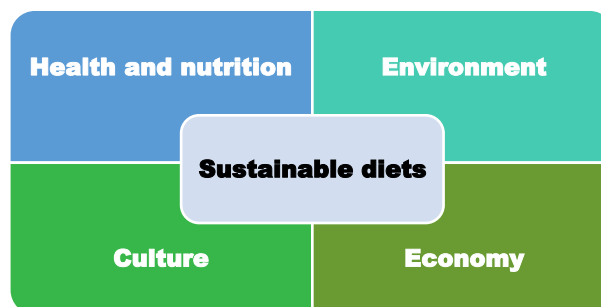 Health and nutrition
Environment
Sustainable diets
Culture
Economy